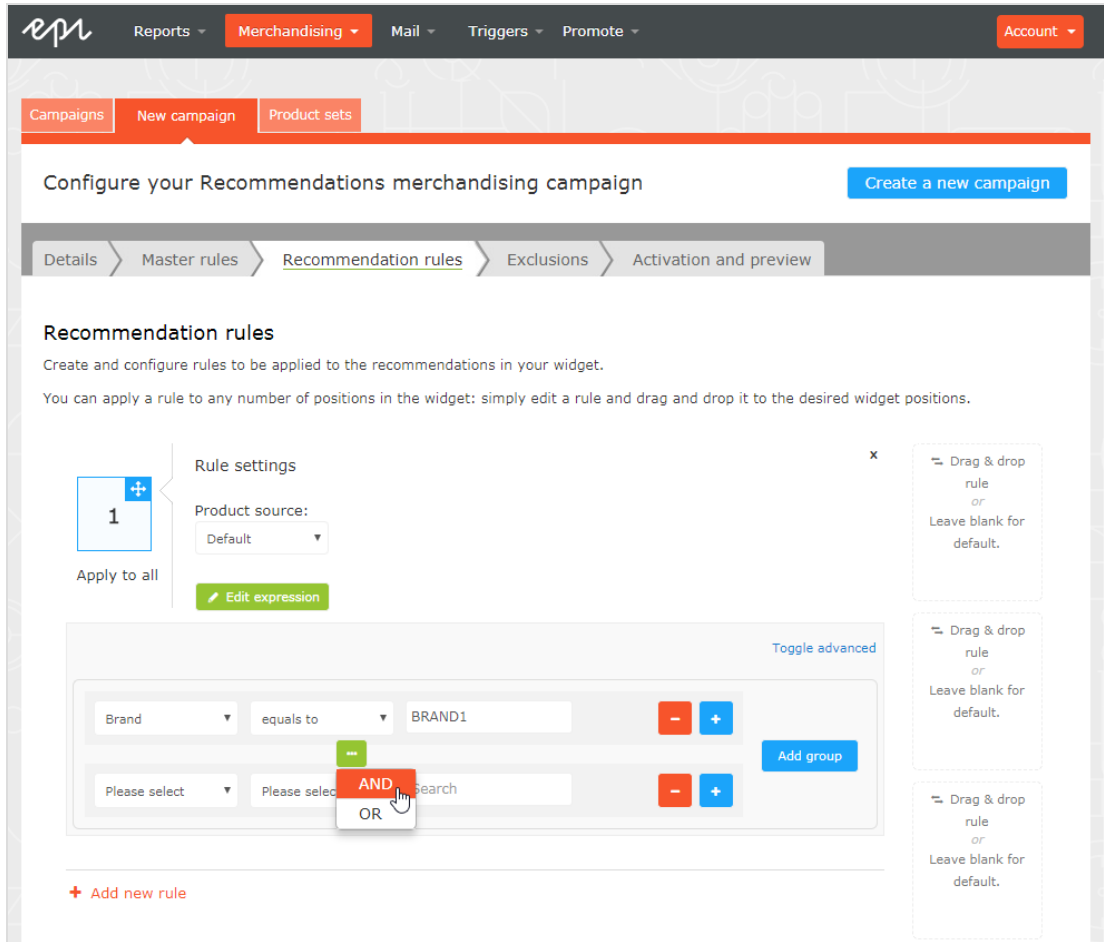 epi
Reports Merchandising Mail Triggers Promote Account
Campaigns New campaign Product sets
Configure your Recommendations merchandising campaign
Create a new campaign
Details Master rules Recommendation rules Exclusions Activation and preview
Recommendation rules
Create and configure rules to be applied to the recommendations in your widget.
You can apply a rule to any number of positions in the widget: simply edit a rule and drag and drop it to the desired widget positions.
1
Apply to all
Rule settings
x
Product source:
Default
Edit expression
Toggle advanced
Brand equals to BRAND1 - +
...
Add group
Please select Please selec Search - +
AND
OR
+ Add new rule
Drag & drop
rule
or
Leave blank for
default.
Drag & drop
rule
or
Leave blank for
default.
Drag & drop
rule
or
Leave blank for
default.